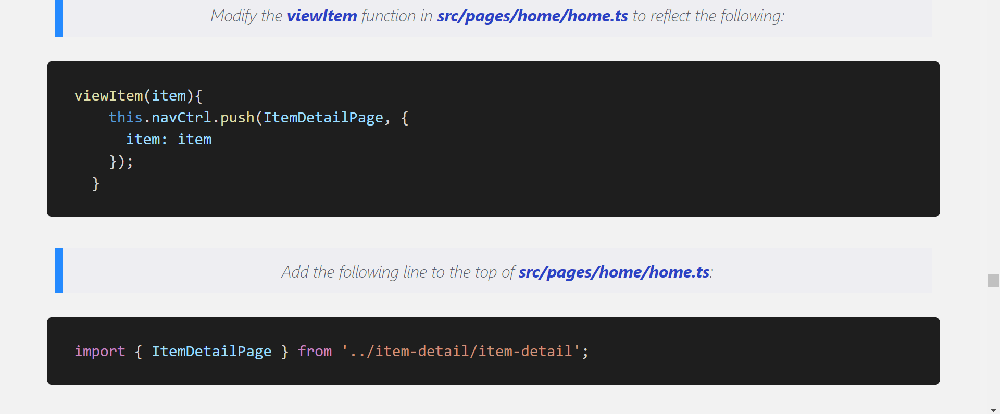 Modify the viewItem function in src/pages/home/home.ts to reflect the following:
viewItem(item){
    this.navCtrl.push(ItemDetailPage, {
      item: item
    });
  }
Add the following line to the top of src/pages/home/home.ts:
import { ItemDetailPage } from '../item-detail/item-detail';